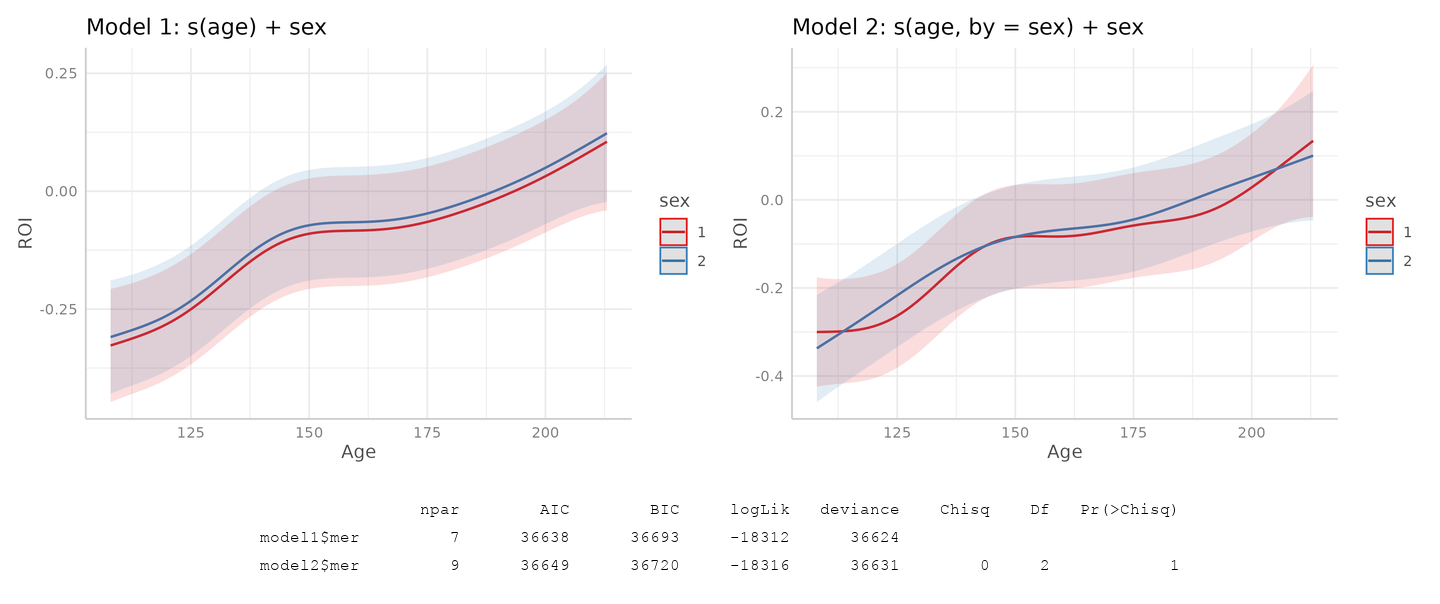 Model 1: s(age) + sex
0.25
0.00
-0.25
ROI
125 150 175 200
Age
sex
1
2
Model 2: s(age, by = sex) + sex
0.2
0.0
-0.2
-0.4
ROI
125 150 175 200
Age
sex
1
2
npar AIC BIC logLik deviance Chisq Df Pr(>Chisq)
model1$mer 7 36638 36693 -18312 36624
model2$mer 9 36649 36720 -18316 36631 0 2 1